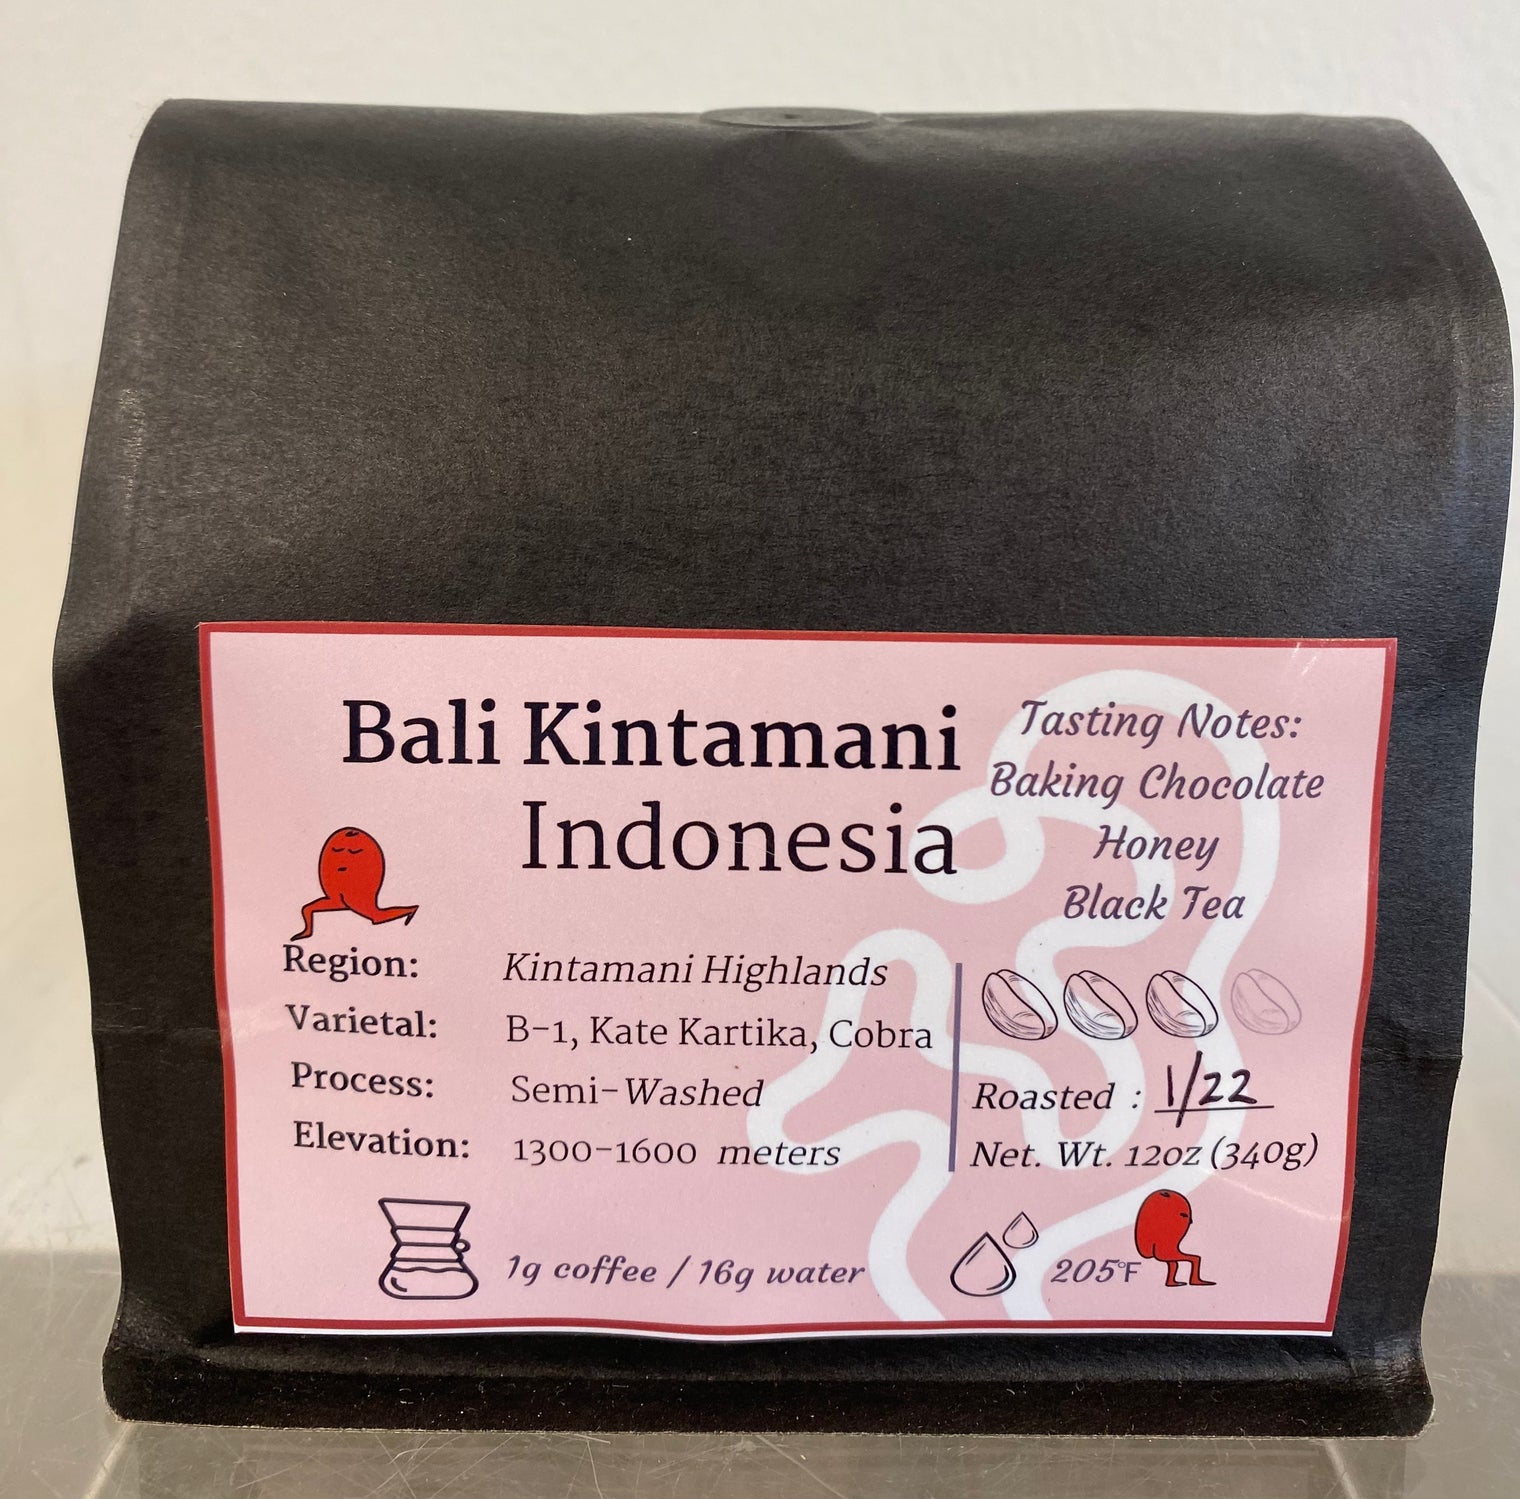 Bali Kintamani
Indonesia
Tasting Notes:
Baking Chocolate
Honey
Black Tea
Region: Kintamani Highlands
Varietal: B-1, Kate Kartika, Cobra
Process: Semi-Washed
Elevation: 1300-1600 meters
Roasted : 1/22
Net. Wt. 12oz (340g)
1g coffee / 16g water
205°F